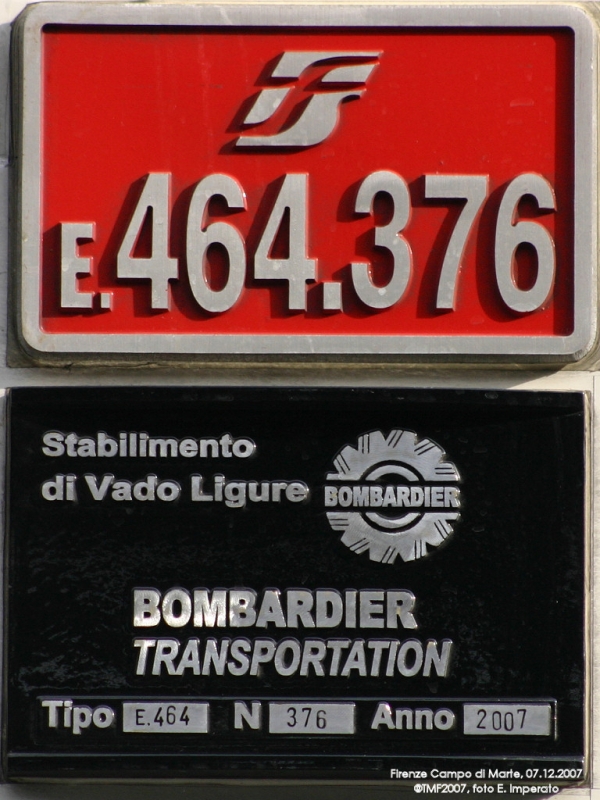 E.464.376
Stabilimento
di Vado Ligure
BOMBARDIER
BOMBARDIER
TRANSPORTATION
Tipo E.464 N 376 Anno 2007
Firenze Campo di Marte, 07.12.2007
©TMF2007, foto E. Imperato